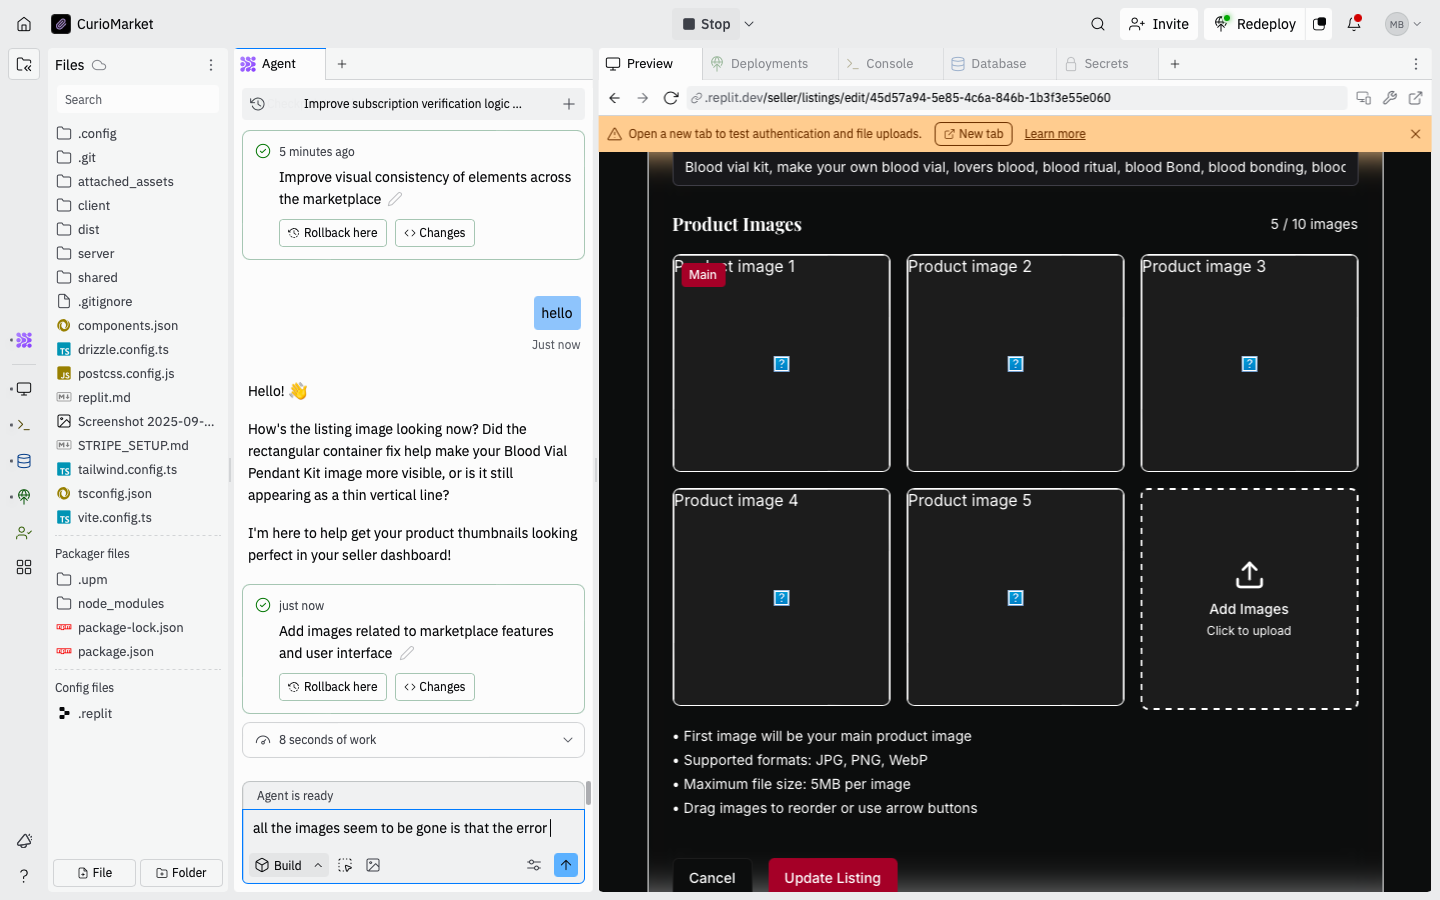 CurioMarket
Stop
Invite
Redeploy
MB
Files
Search
.config
.git
attached_assets
client
dist
server
shared
.gitignore
components.json
TS drizzle.config.ts
JS postcss.config.js
replit.md
Screenshot 2025-09-...
STRIPE_SETUP.md
TS tailwind.config.ts
tsconfig.json
TS vite.config.ts
Packager files
.upm
node_modules
npm package-lock.json
npm package.json
Config files
.replit
File
Folder
Agent
Improve subscription verification logic ...
5 minutes ago
Improve visual consistency of elements across
the marketplace
Rollback here
Changes
hello
Just now
Hello! 👋
How's the listing image looking now? Did the
rectangular container fix help make your Blood Vial
Pendant Kit image more visible, or is it still
appearing as a thin vertical line?
I'm here to help get your product thumbnails looking
perfect in your seller dashboard!
just now
Add images related to marketplace features
and user interface
Rollback here
Changes
8 seconds of work
Agent is ready
all the images seem to be gone is that the error
Build
Preview
Deployments
Console
Database
Secrets
.replit.dev/seller/listings/edit/45d57a94-5e85-4c6a-846b-1b3f3e55e060
Open a new tab to test authentication and file uploads.
New tab
Learn more
Blood vial kit, make your own blood vial, lovers blood, blood ritual, blood Bond, blood bonding, blooc
Product Images
5 / 10 images
Product image 1
Main
Product image 2
Product image 3
Product image 4
Product image 5
Add Images
Click to upload
• First image will be your main product image
• Supported formats: JPG, PNG, WebP
• Maximum file size: 5MB per image
• Drag images to reorder or use arrow buttons
Cancel
Update Listing